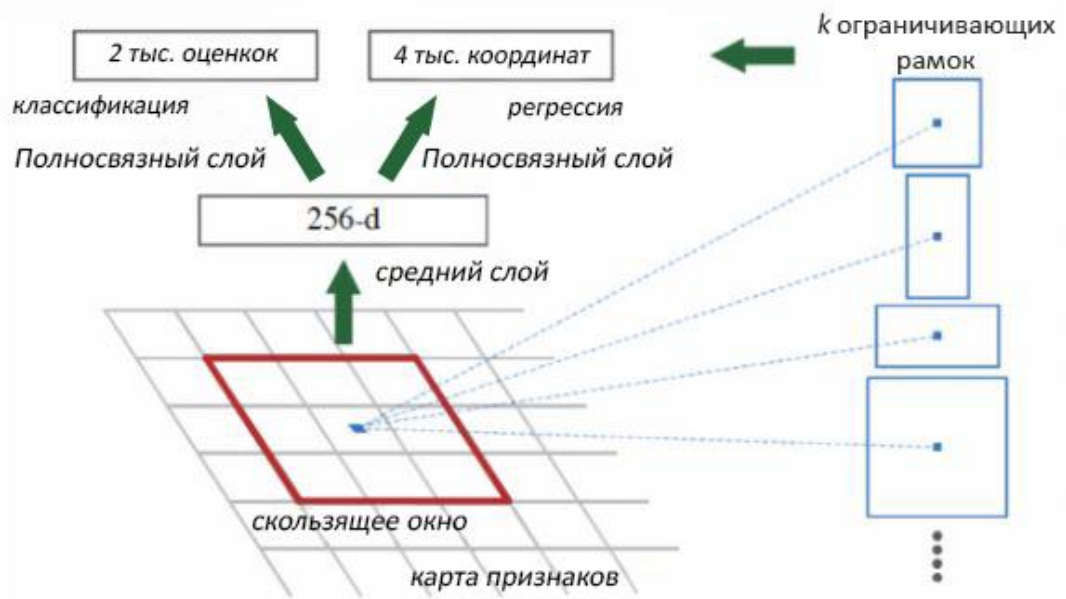 k ограничивающих
рамок
2 тыс. оценкок
4 тыс. координат
классификация
регрессия
Полносвязный слой
Полносвязный слой
256-d
средний слой
скользящее окно
карта признаков